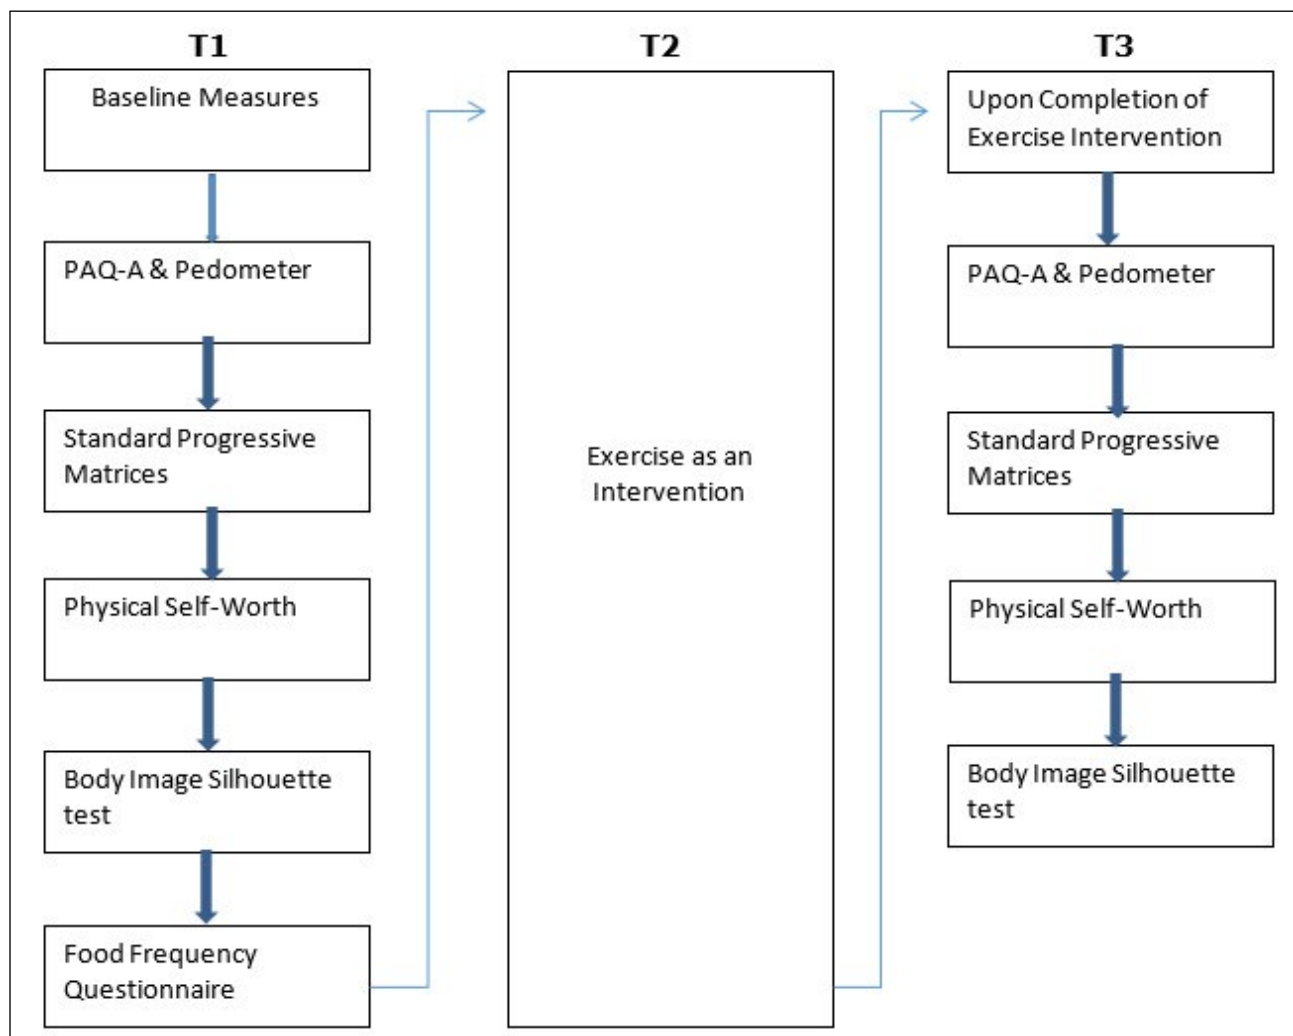 T1
Baseline Measures
PAQ-A & Pedometer
Standard Progressive
Matrices
Physical Self-Worth
Body Image Silhouette
test
Food Frequency
Questionnaire
T2
Exercise as an
Intervention
T3
Upon Completion of
Exercise Intervention
PAQ-A & Pedometer
Standard Progressive
Matrices
Physical Self-Worth
Body Image Silhouette
test